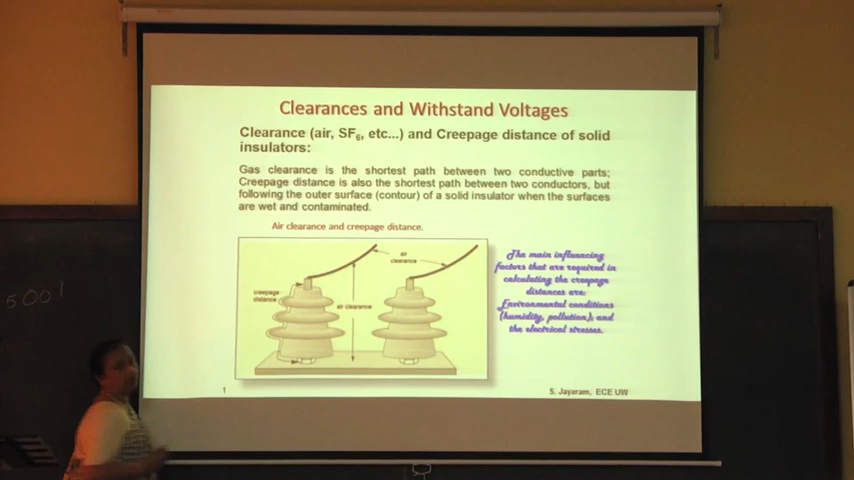 Clearances and Withstand Voltages
Clearance (air, SF6, etc...) and Creepage distance of solid
insulators:
Gas clearance is the shortest path between two conductive parts;
Creepage distance is also the shortest path between two conductors, but
following the outer surface (contour) of a solid insulator when the surfaces
are wet and contaminated.
Air clearance and creepage distance.
air
clearance
creepage
distance
air clearance
The main influencing
factors that are required in
calculating the creepage
distances are:
Environmental conditions
(humidity, pollution); and
the electrical stresses.
1
S. Jayaram, ECE UW
5001